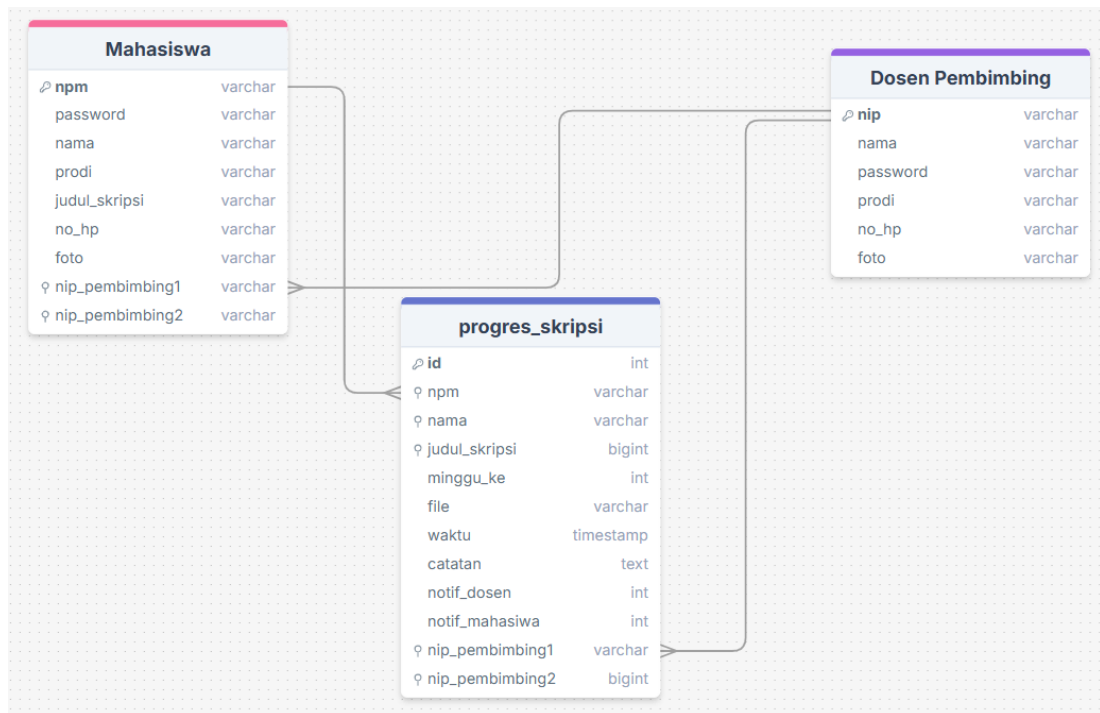 Mahasiswa
npm varchar
password varchar
nama varchar
prodi varchar
judul_skripsi varchar
no_hp varchar
foto varchar
nip_pembimbing1 varchar
nip_pembimbing2 varchar
Dosen Pembimbing
nip varchar
nama varchar
password varchar
prodi varchar
no_hp varchar
foto varchar
progres_skripsi
id int
npm varchar
nama varchar
judul_skripsi bigint
minggu_ke int
file varchar
waktu timestamp
catatan text
notif_dosen int
notif_mahasiwa int
nip_pembimbing1 varchar
nip_pembimbing2 bigint